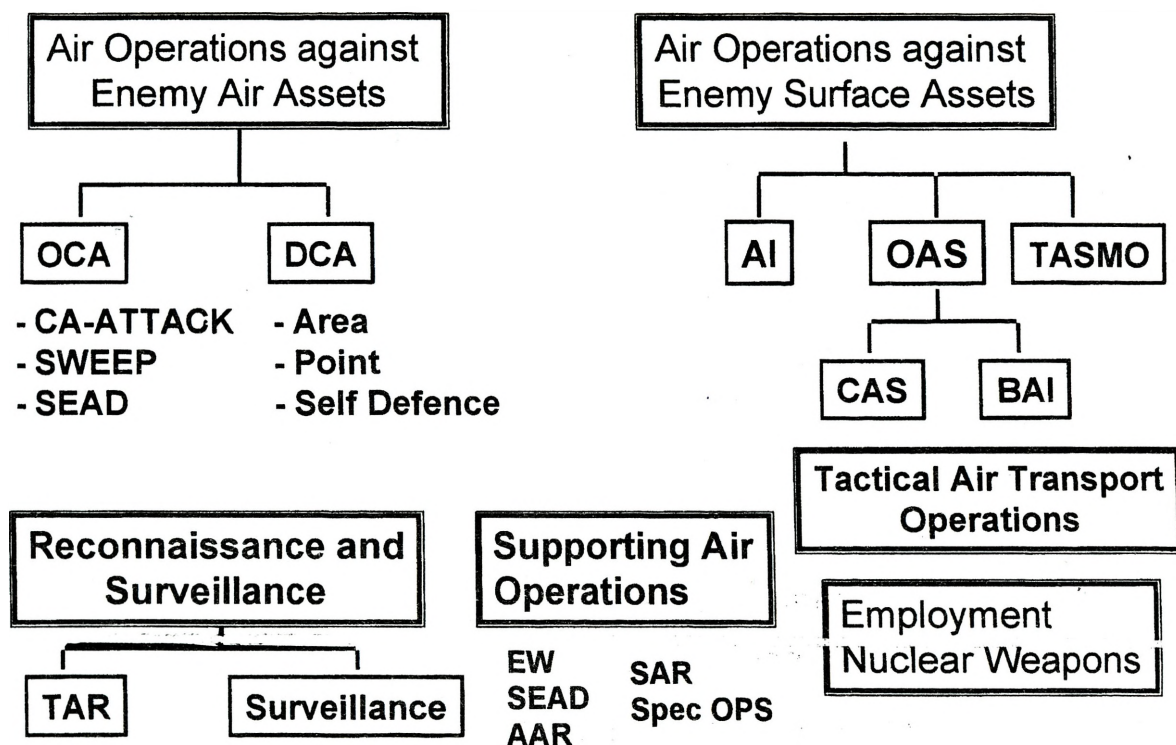 Air Operations against
Enemy Air Assets
OCA
DCA
- CA-ATTACK
- SWEEP
- SEAD
- Area
- Point
- Self Defence
Air Operations against
Enemy Surface Assets
AI
OAS
TASMO
CAS
BAI
Tactical Air Transport
Operations
Reconnaissance and
Surveillance
TAR
Surveillance
Supporting Air
Operations
EW
SEAD
AAR
SAR
Spec OPS
Employment
Nuclear Weapons